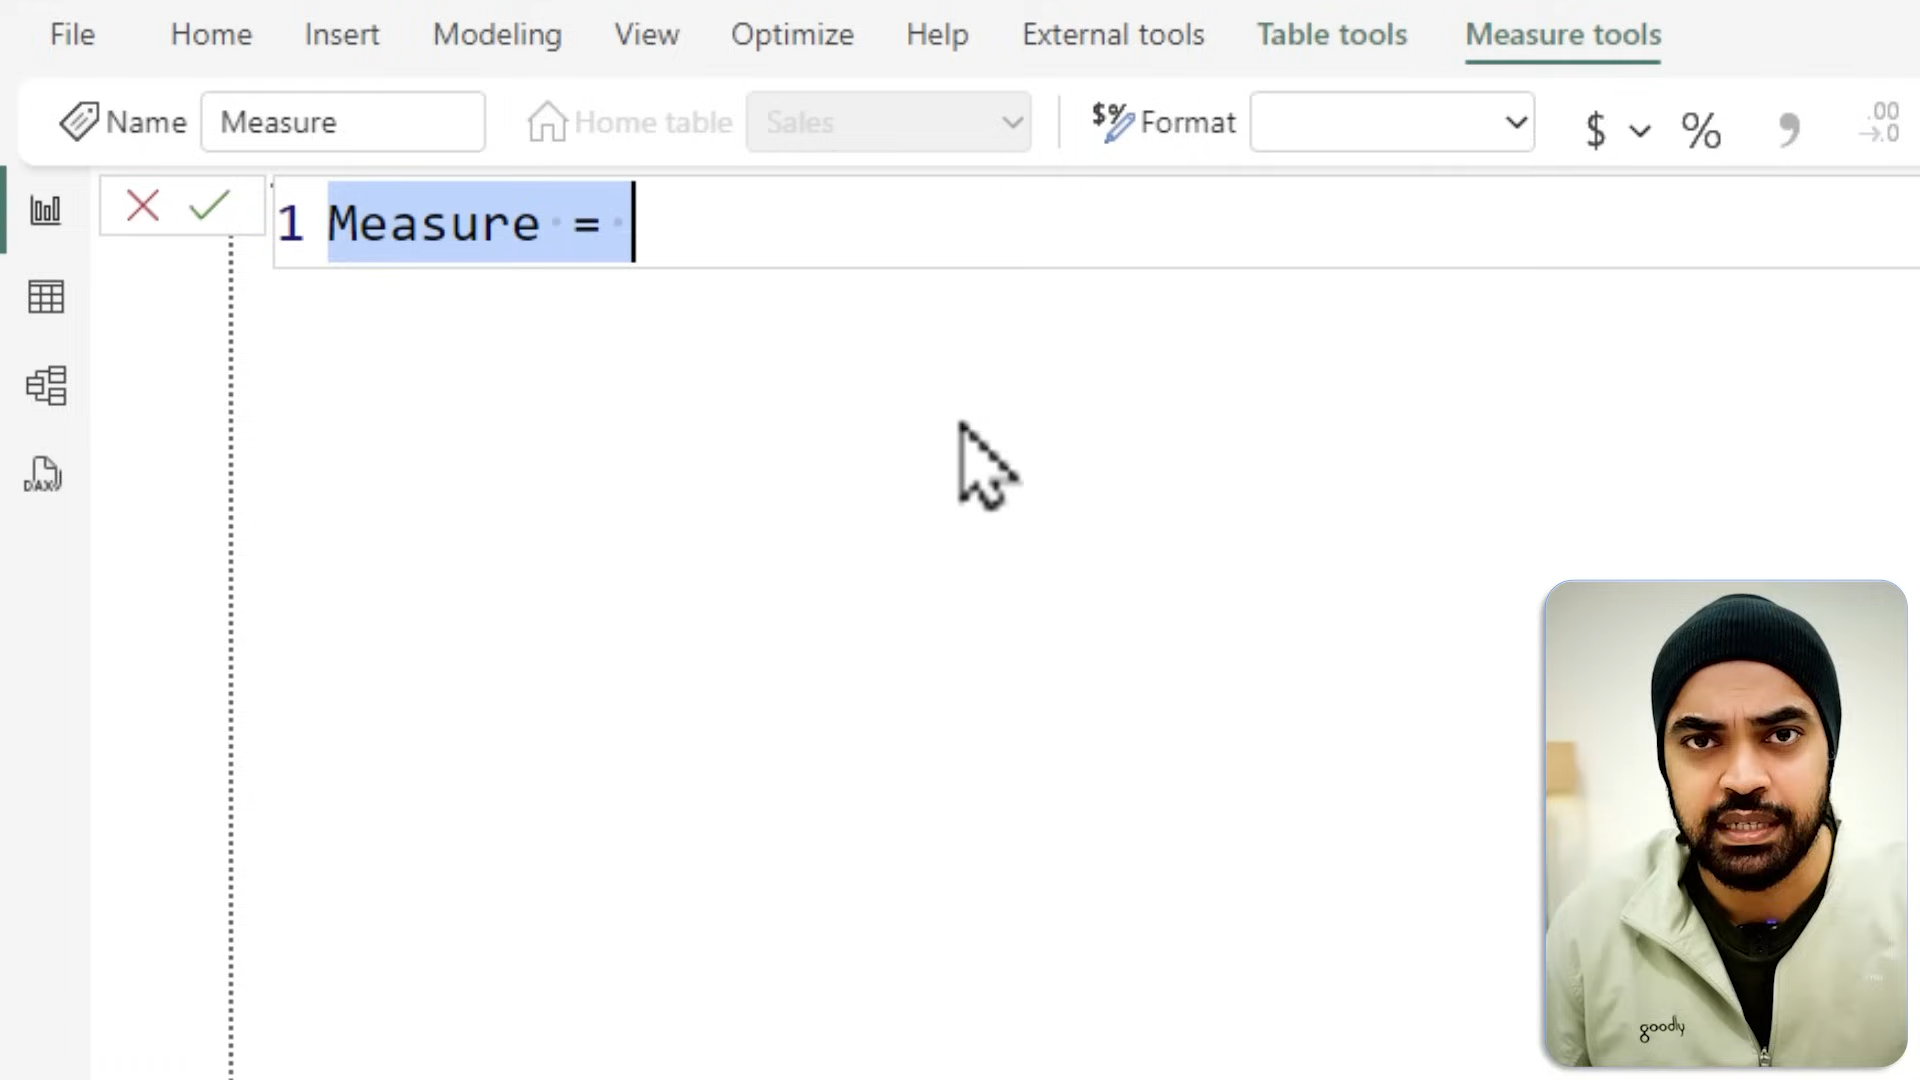 File Home Insert Modeling View Optimize Help External tools Table tools Measure tools
Name Measure Home table Sales Format $ % .00 →.0
1 Measure =
DAX
goodly